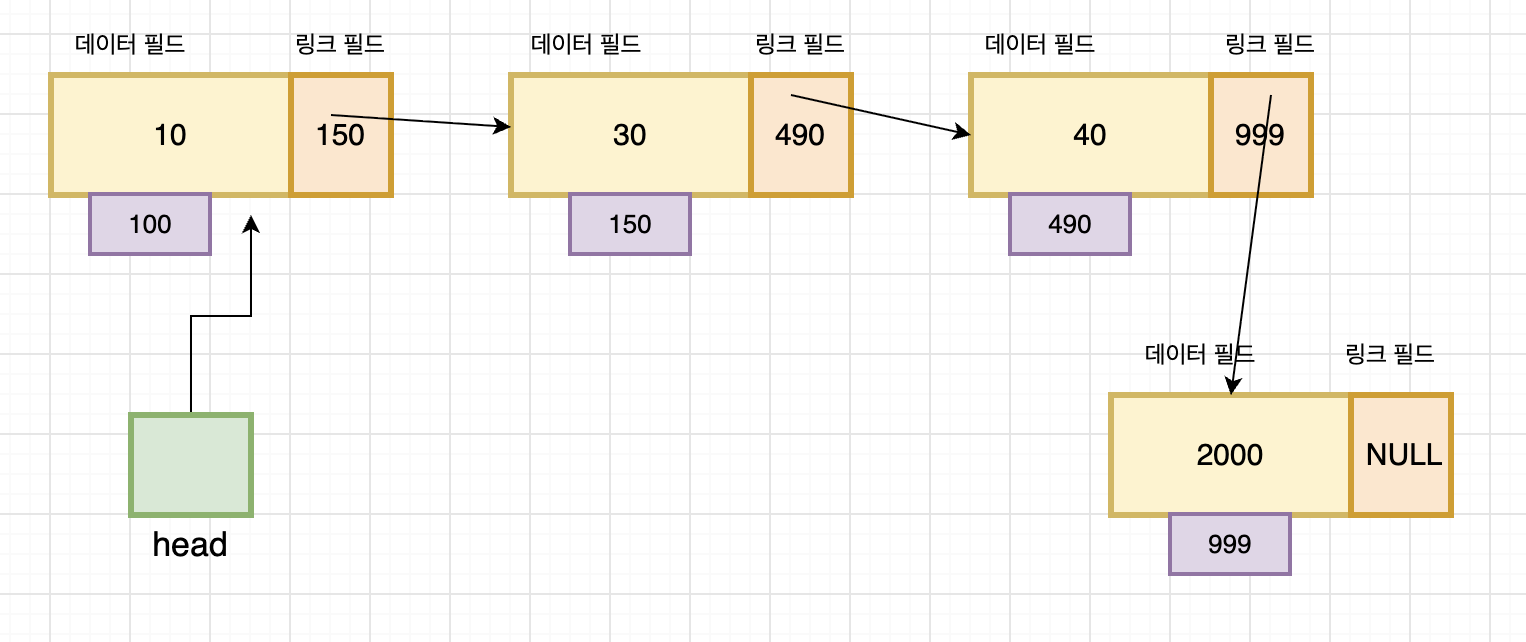 데이터 필드 링크 필드 데이터 필드 링크 필드 데이터 필드 링크 필드
10 150 30 490 40 999
100 150 490
데이터 필드 링크 필드
2000 NULL
head
999